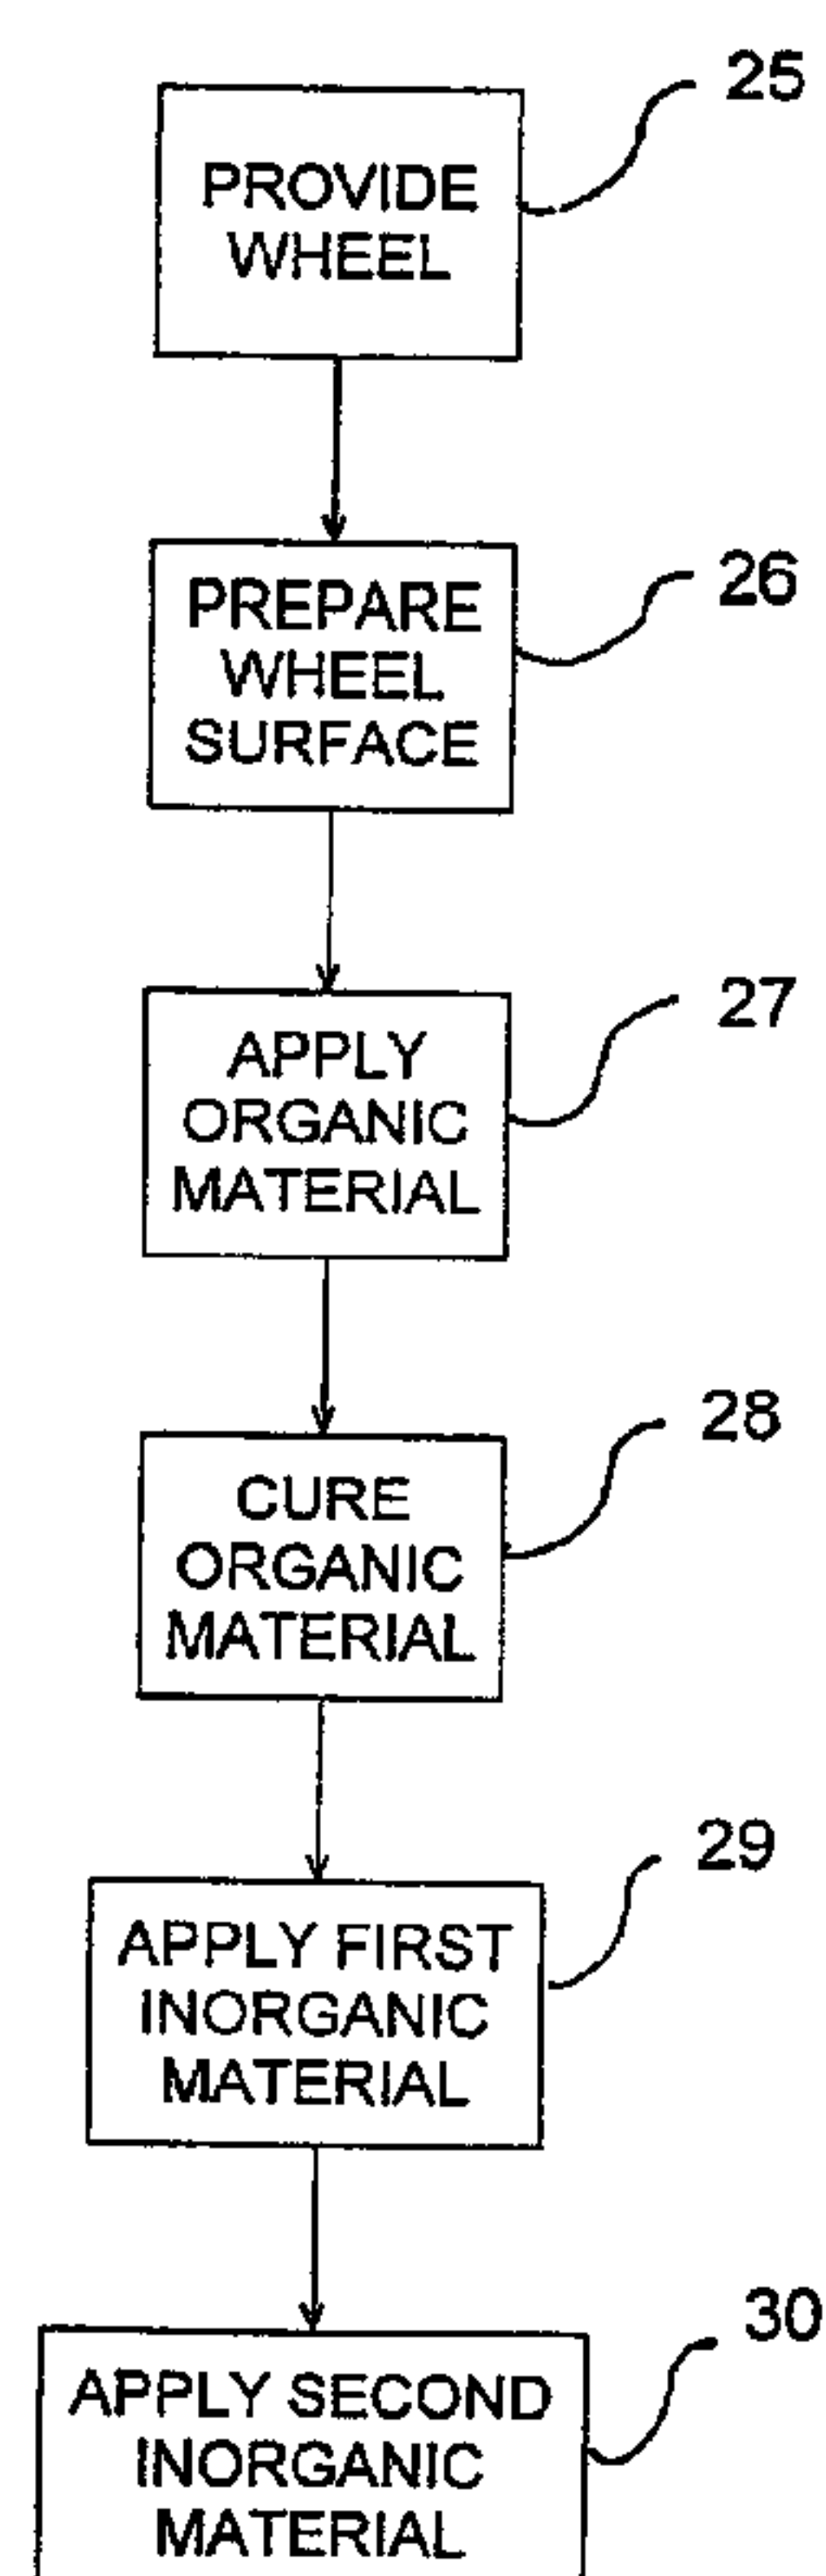 25
PROVIDE
WHEEL
26
PREPARE
WHEEL
SURFACE
27
APPLY
ORGANIC
MATERIAL
28
CURE
ORGANIC
MATERIAL
29
APPLY FIRST
INORGANIC
MATERIAL
30
APPLY SECOND
INORGANIC
MATERIAL